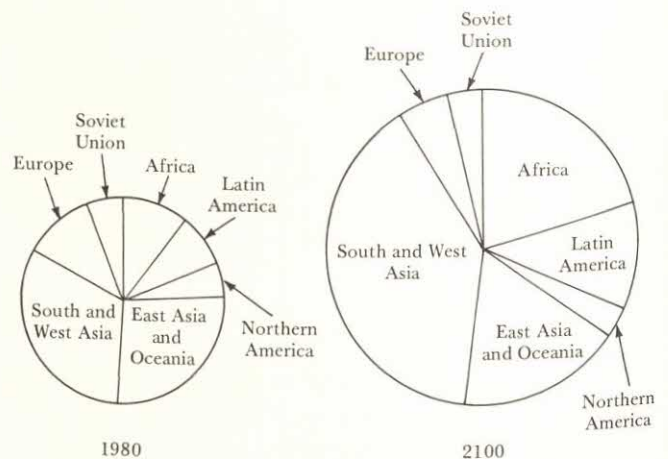 Soviet
Union
Europe
Africa
Latin
America
Northern
America
East Asia
and
Oceania
South and
West Asia
1980
Soviet
Union
Europe
Africa
Latin
America
Northern
America
East Asia
and Oceania
South and West
Asia
2100